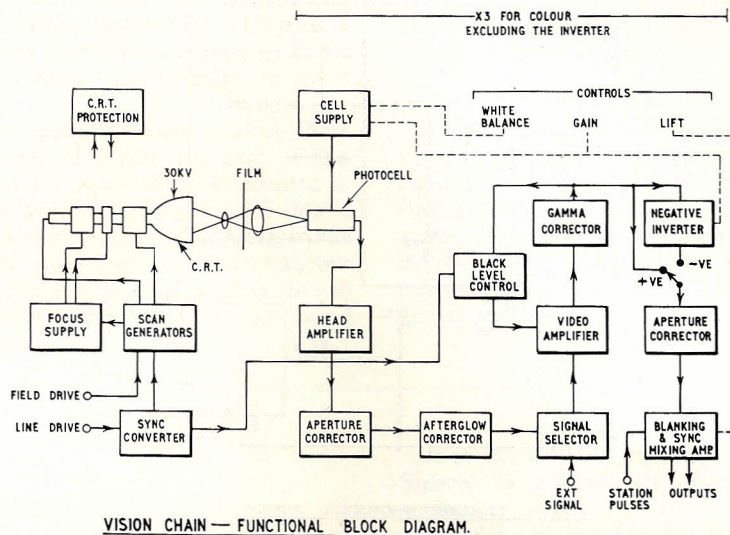 X3 FOR COLOUR
EXCLUDING THE INVERTER
C.R.T.
PROTECTION
CELL
SUPPLY
CONTROLS
WHITE
BALANCE
GAIN
LIFT
30KV
FILM
PHOTOCELL
C.R.T.
GAMMA
CORRECTOR
NEGATIVE
INVERTER
BLACK
LEVEL
CONTROL
-VE
+VE
FOCUS
SUPPLY
SCAN
GENERATORS
HEAD
AMPLIFIER
VIDEO
AMPLIFIER
APERTURE
CORRECTOR
FIELD DRIVE
LINE DRIVE
SYNC
CONVERTER
APERTURE
CORRECTOR
AFTERGLOW
CORRECTOR
SIGNAL
SELECTOR
BLANKING
& SYNC
MIXING AMP.
EXT
SIGNAL
STATION
PULSES
OUTPUTS
VISION CHAIN — FUNCTIONAL BLOCK DIAGRAM.